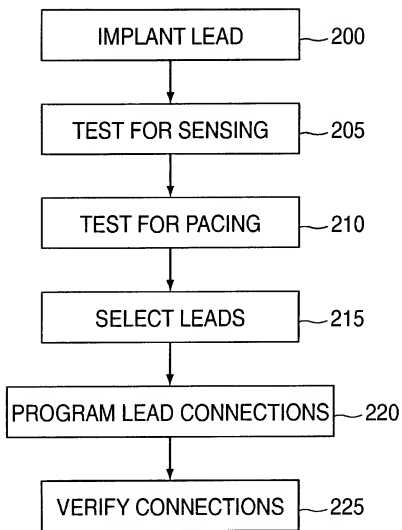 IMPLANT LEAD 200
TEST FOR SENSING 205
TEST FOR PACING 210
SELECT LEADS 215
PROGRAM LEAD CONNECTIONS 220
VERIFY CONNECTIONS 225